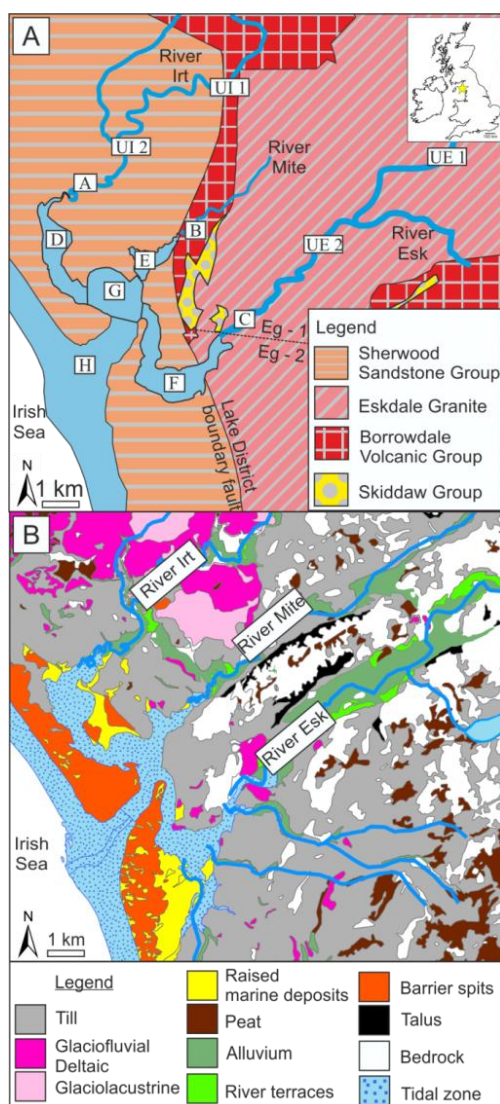 A
River
Irt
UI 1
UI 2
River
Mite
UE 1
A
B
UE 2
River
Esk
D
E
G
C
Eg - 1
Eg - 2
H
F
Irish
Sea
N
1 km
Lake District
boundary fault
Legend
Sherwood
Sandstone Group
Eskdale Granite
Borrowdale
Volcanic Group
Skiddaw Group
B
River Irt
River Mite
River Esk
Irish
Sea
N
1 km
Legend
Till
Glaciofluvial
Deltaic
Glaciolacustrine
Raised
marine deposits
Peat
Alluvium
River terraces
Barrier spits
Talus
Bedrock
Tidal zone